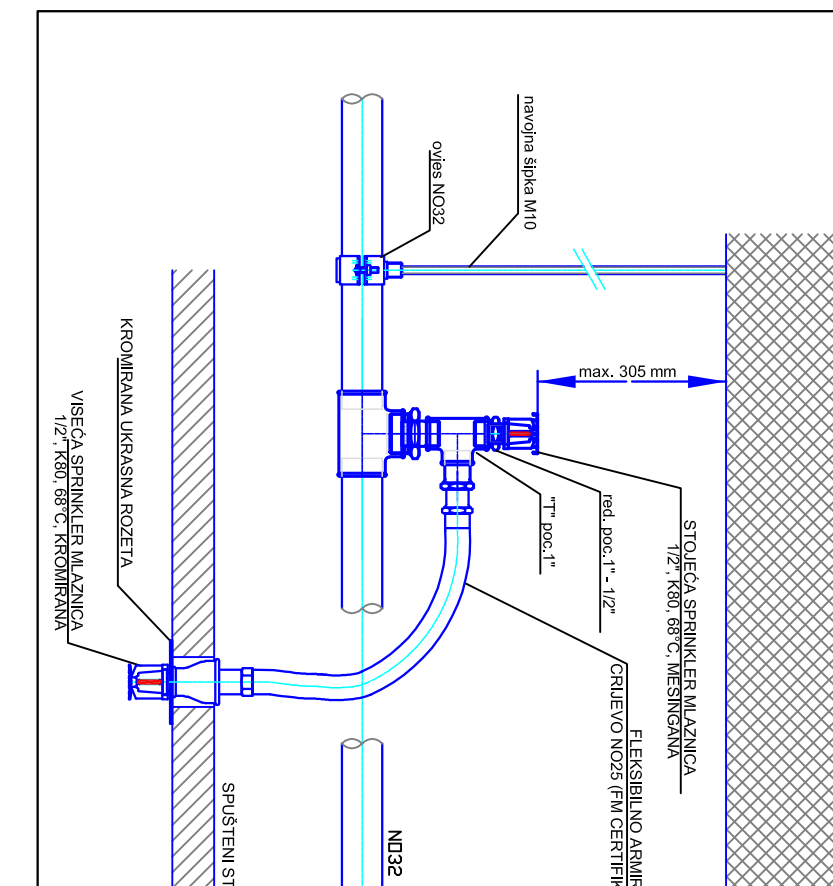 navojna šipka M10
ovjes NO32
max. 305 mm
KROMIRANA UKRASNA ROZETA
VISEĆA SPRINKLER MLAZNICA
1/2", K80, 68°C, KROMIRANA
"T" poc.1"
red. poc.1" - 1/2"
STOJEĆA SPRINKLER MLAZNICA
1/2", K80, 68°C, MESINGANA
FLEKSIBILNO ARMIR
CRIJEVO NO25 (FM CERTIFIK
SPUŠTENI ST
NO32